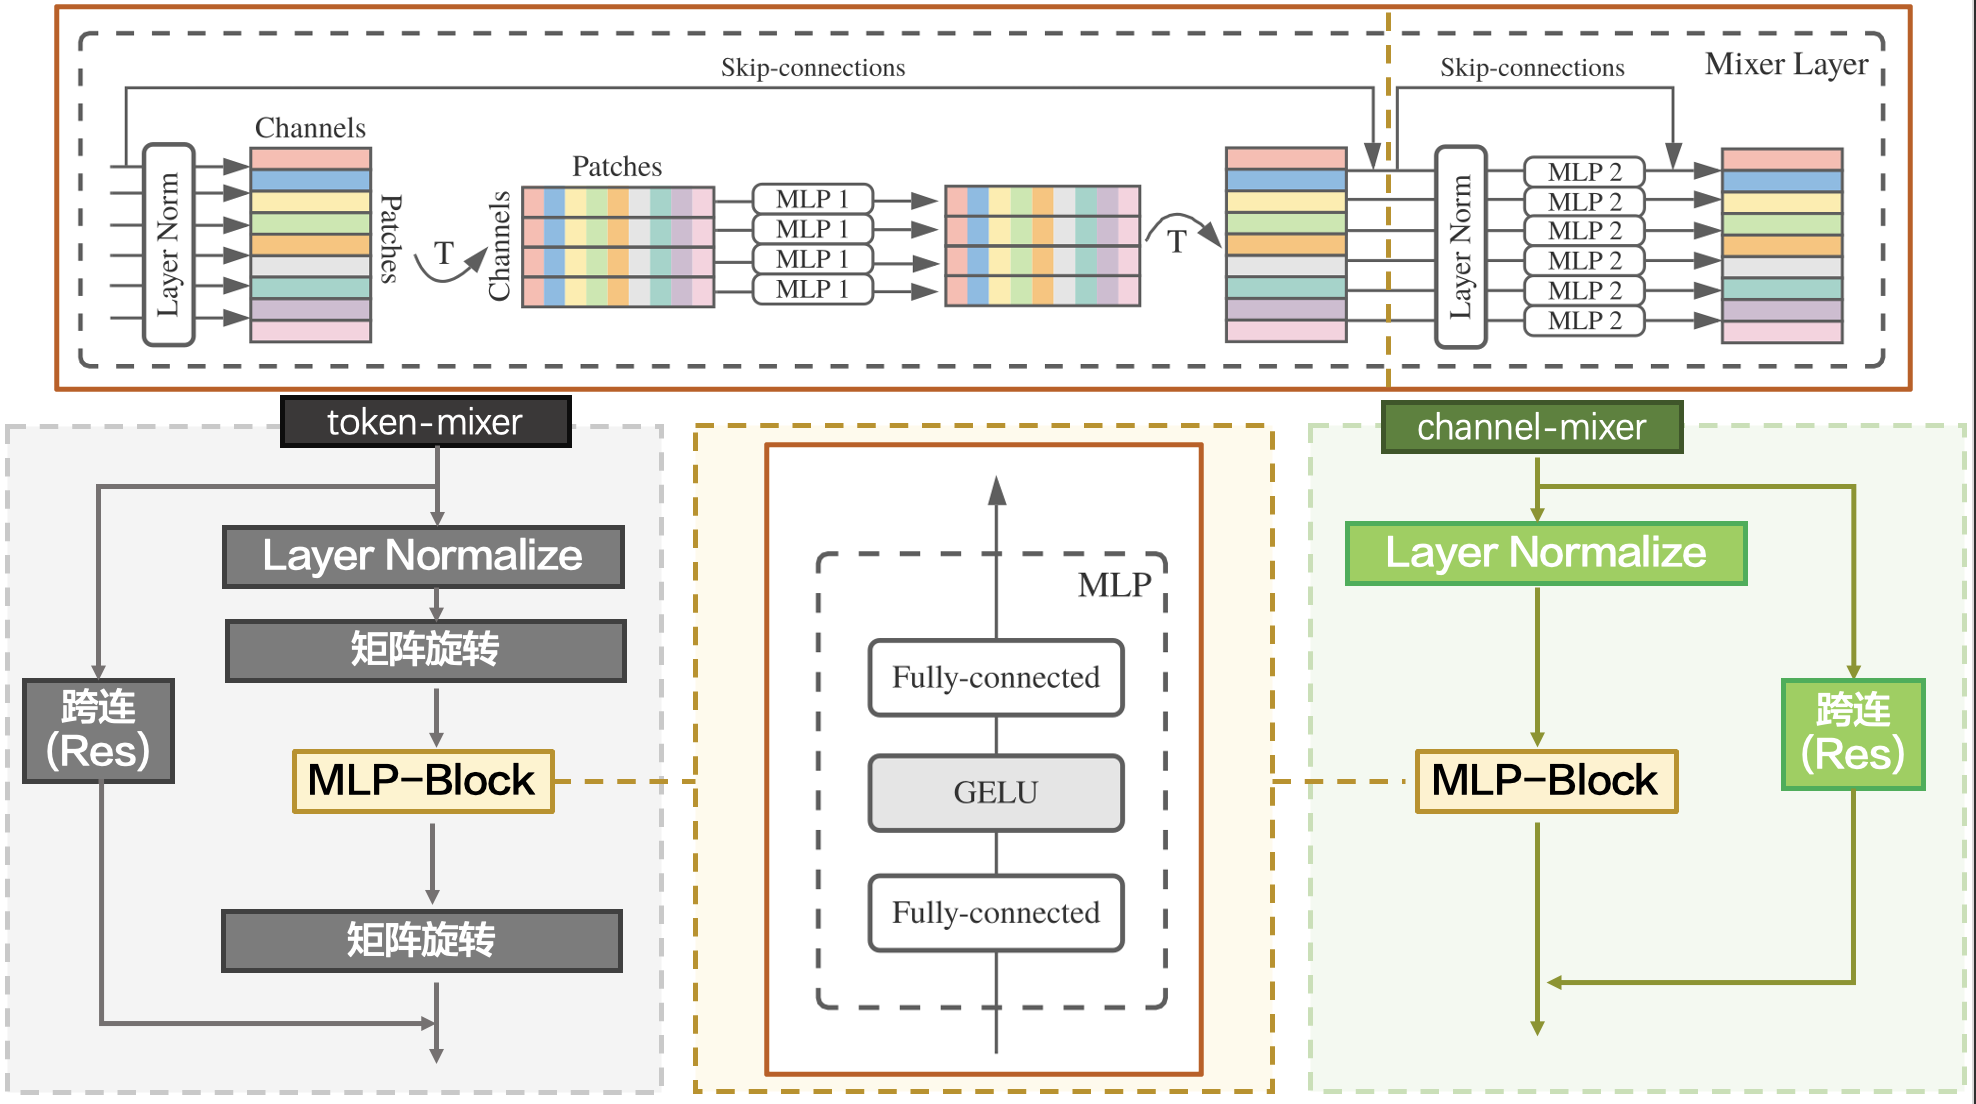 Skip-connections
Skip-connections
Mixer Layer
Channels
Layer Norm
Patches
T
Patches
Channels
MLP 1
MLP 1
MLP 1
MLP 1
T
Layer Norm
MLP 2
MLP 2
MLP 2
MLP 2
MLP 2
MLP 2
token-mixer
Layer Normalize
矩阵旋转
跨连
(Res)
MLP-Block
矩阵旋转
MLP
Fully-connected
GELU
Fully-connected
channel-mixer
Layer Normalize
跨连
(Res)
MLP-Block